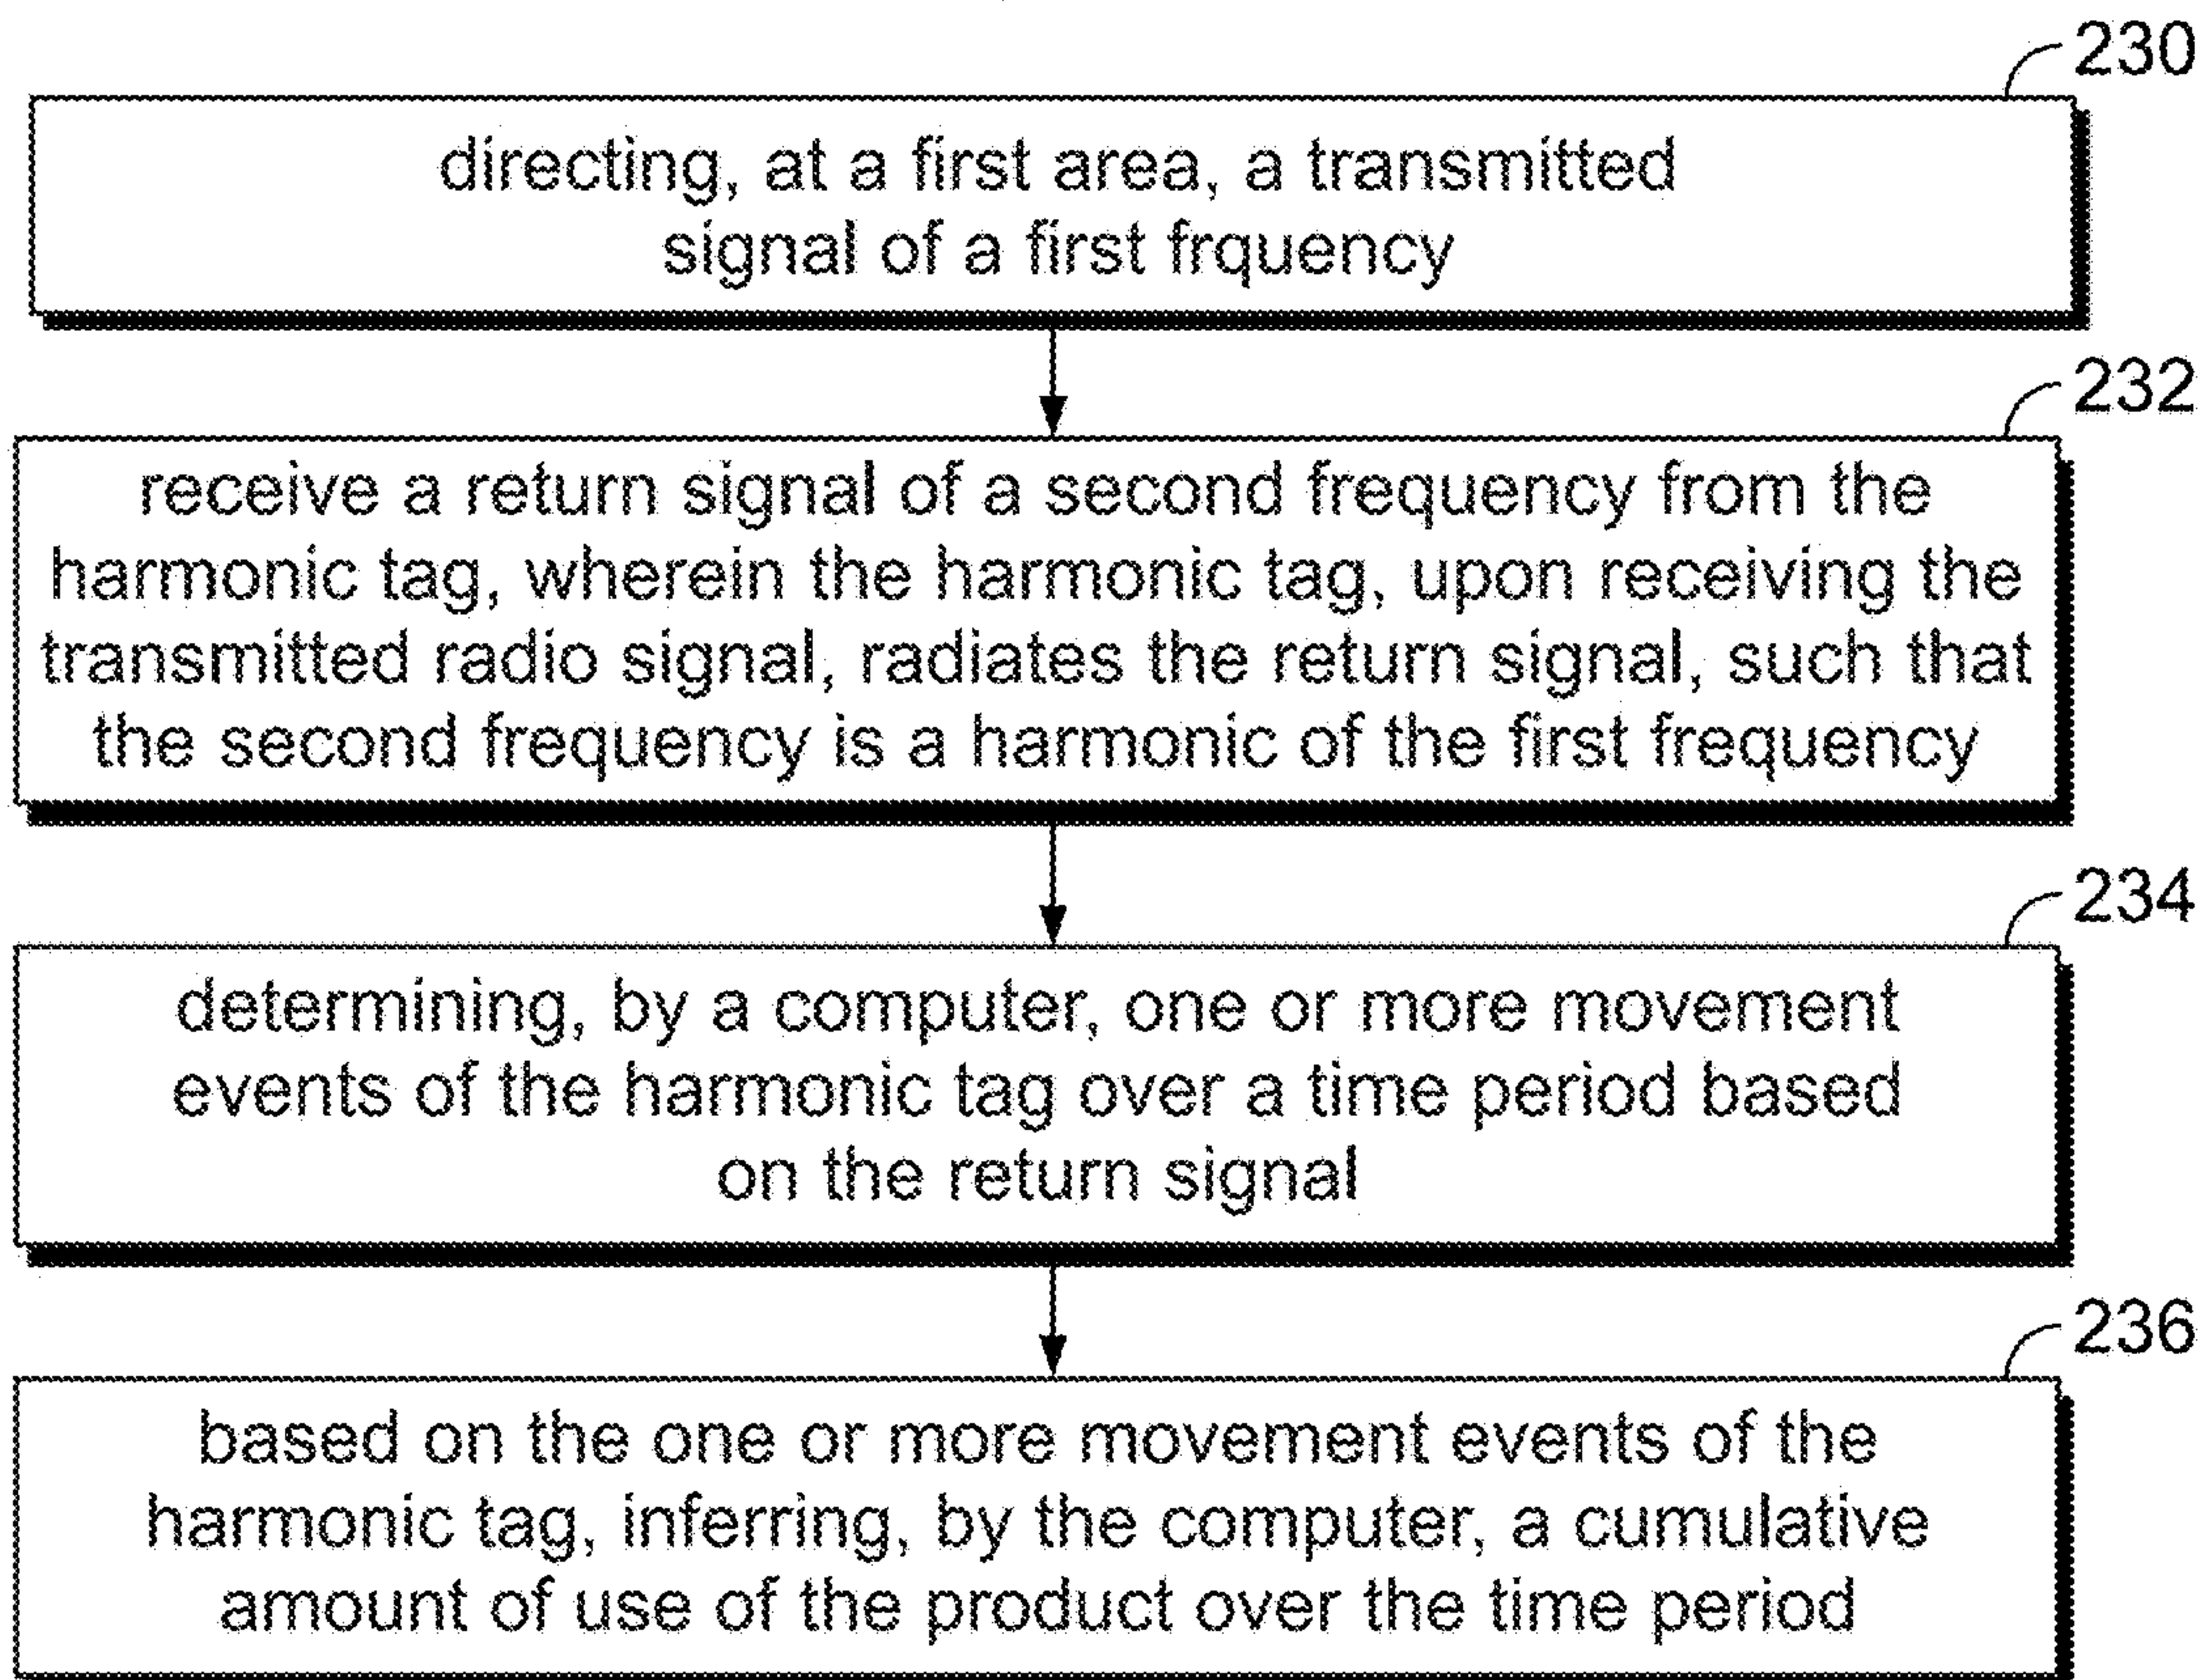 230
directing, at a first area, a transmitted
signal of a first frquency
232
receive a return signal of a second frequency from the
harmonic tag, wherein the harmonic tag, upon receiving the
transmitted radio signal, radiates the return signal, such that
the second frequency is a harmonic of the first frequency
234
determining, by a computer, one or more movement
events of the harmonic tag over a time period based
on the return signal
236
based on the one or more movement events of the
harmonic tag, inferring, by the computer, a cumulative
amount of use of the product over the time period